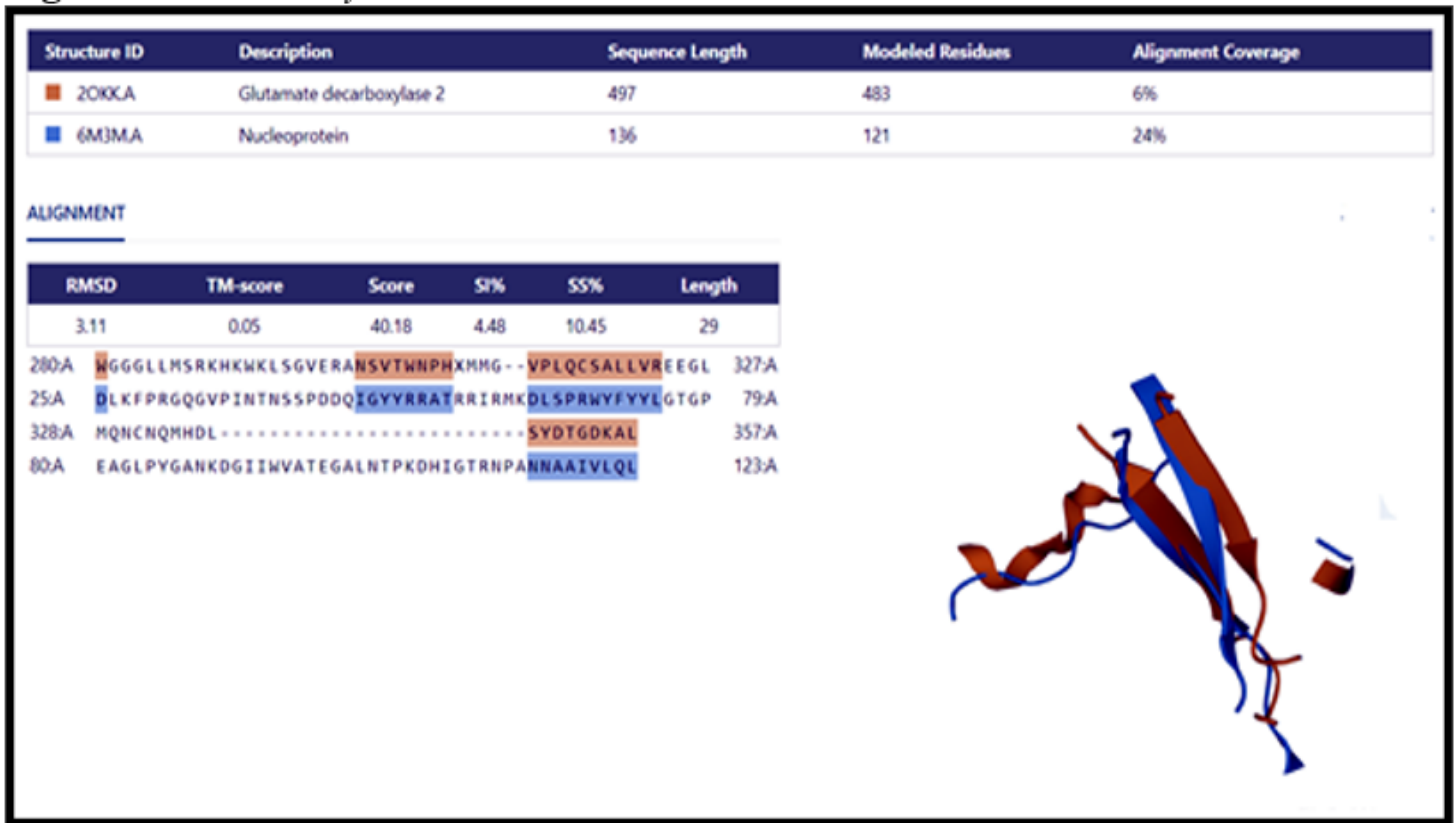 Structure ID Description Sequence Length Modeled Residues Alignment Coverage
2OKK.A Glutamate decarboxylase 2 497 483 6%
6M3M.A Nucleoprotein 136 121 24%
ALIGNMENT
RMSD TM-score Score SI% SS% Length
3.11 0.05 40.18 4.48 10.45 29
280:A WGGGLLMSRKHKWKLSGVERANSVTWNPHXMMG--VPLQCSALLVREEGL 327:A
25:A DLKFPRGQGVPINTNSSPDDQIGYYRRATRRIRMKDLSPRWYFYYLGTGP 79:A
328:A MQNCNQMHDL-------------------------SYDTGDKAL 357:A
80:A EAGLPYGANKDGIIWVATEGALNTPKDHIGTRNPANNAAIVLQL 123:A